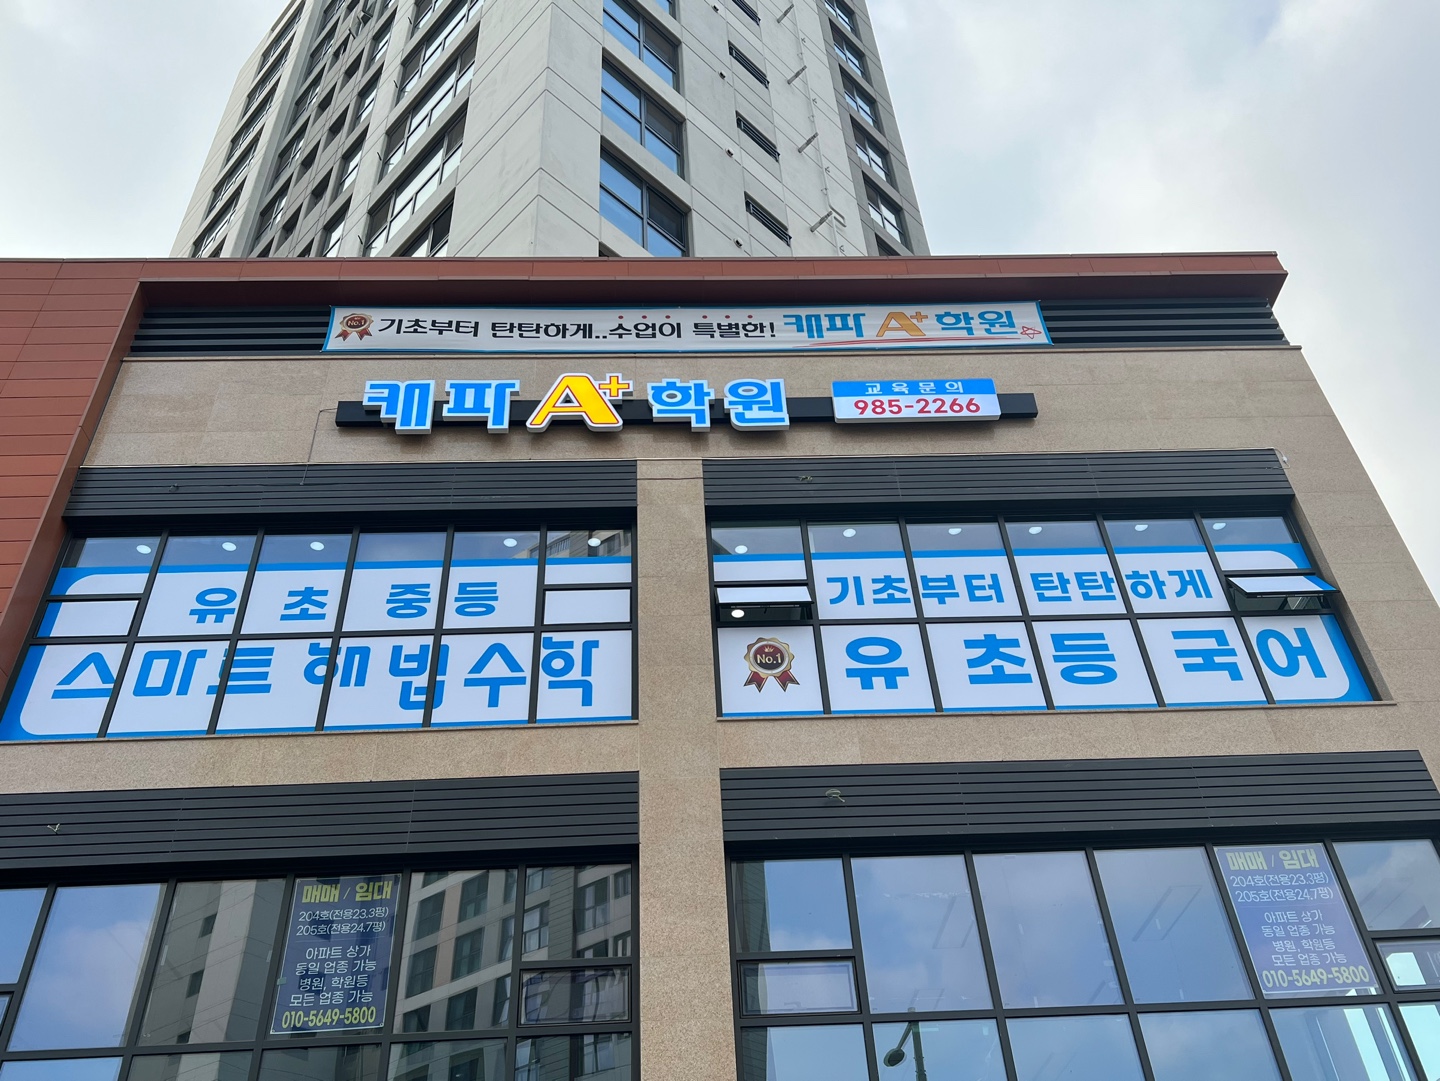 No.1 기초부터 탄탄하게..수업이 특별한! 캐파 A+ 학원
캐파 A+ 학원
교육문의
985-2266
유 초 중등
스마트 해법수학
기초부터 탄탄하게
No.1 유 초등 국어
매매 / 임대
204호(전용23.3평)
205호(전용24.7평)
아파트 상가
동일 업종 가능
병원, 학원등
모든 업종 가능
010-5649-5800
매매 / 임대
204호(전용23.3평)
205호(전용24.7평)
아파트 상가
동일 업종 가능
병원, 학원등
모든 업종 가능
010-5649-5800